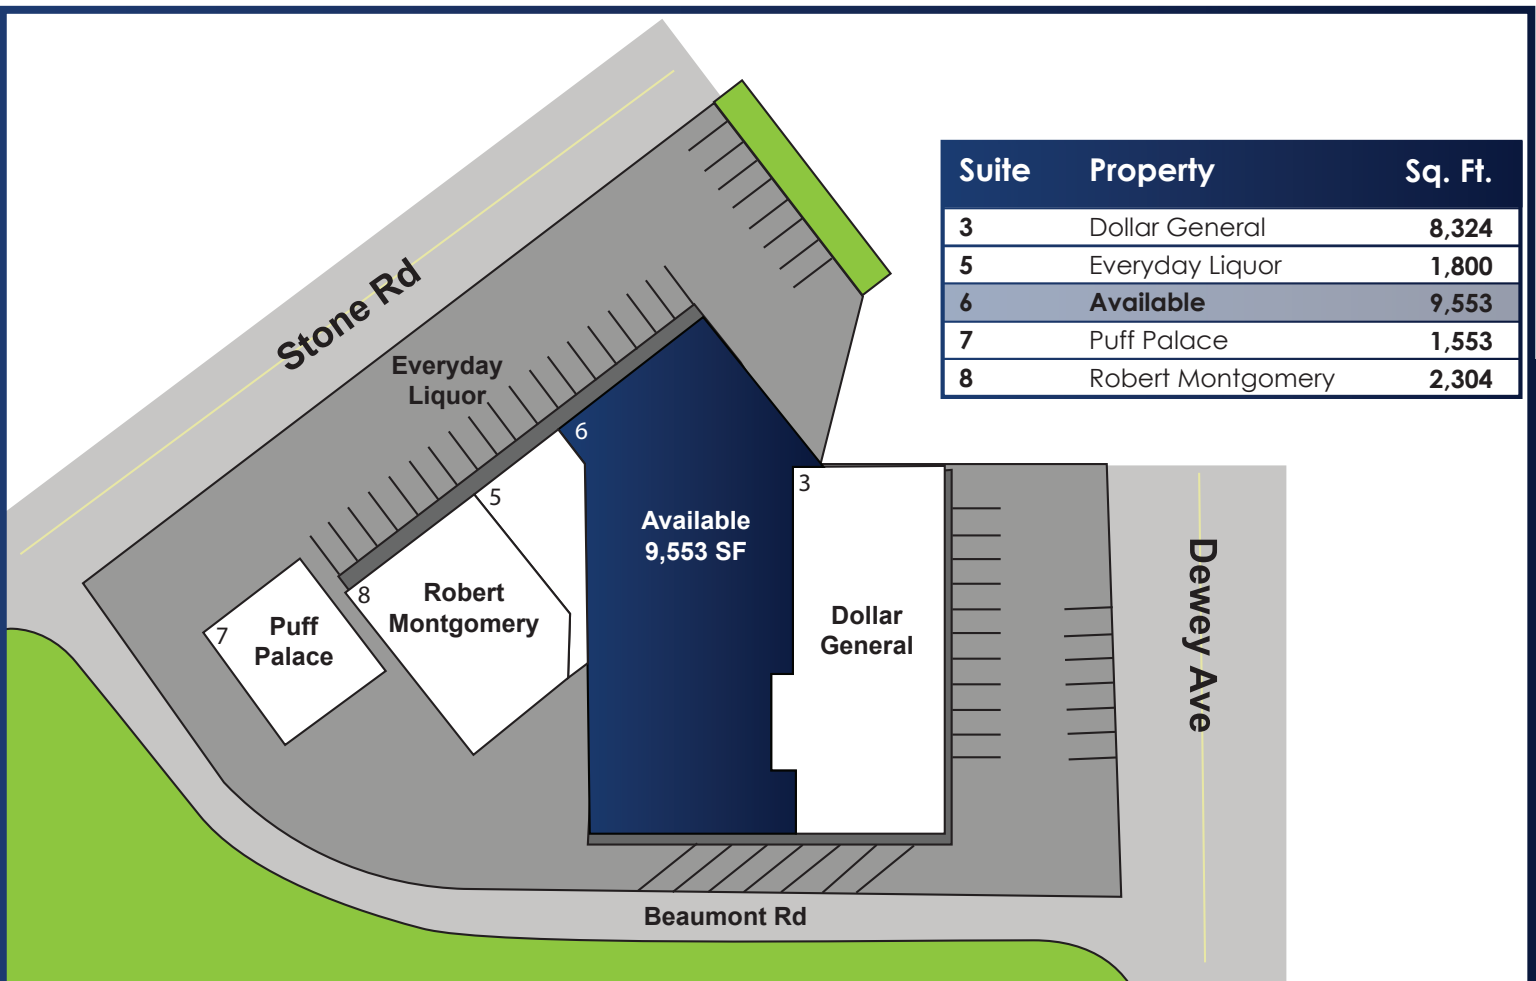 Suite Property Sq. Ft.
3 Dollar General 8,324
5 Everyday Liquor 1,800
6 Available 9,553
7 Puff Palace 1,553
8 Robert Montgomery 2,304
Stone Rd
Everyday
Liquor
6
5
3
Available
9,553 SF
8
Robert
Montgomery
7
Puff
Palace
Dollar
General
Dewey Ave
Beaumont Rd